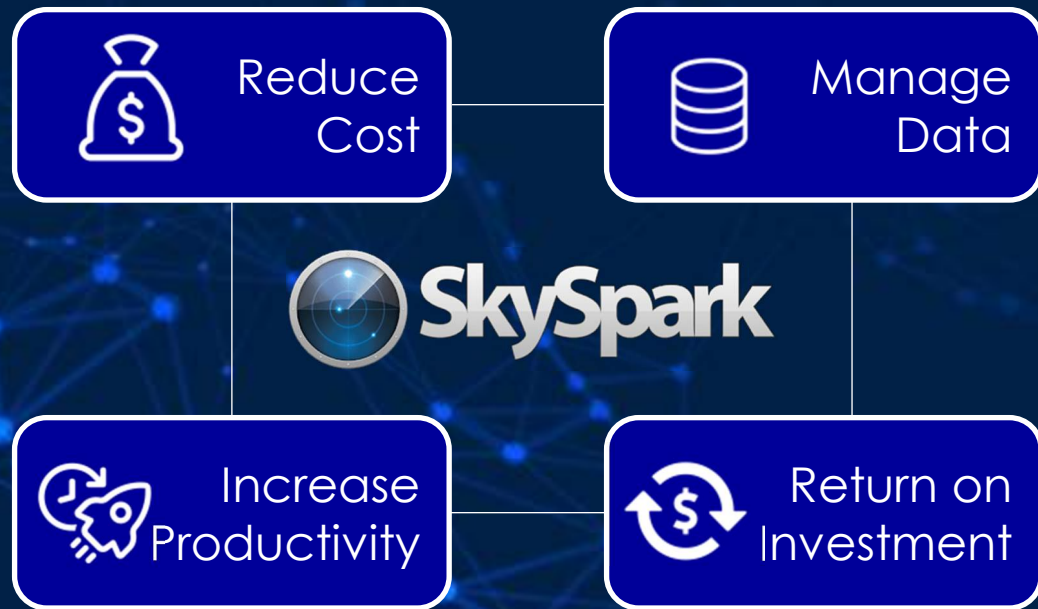 Reduce
Cost
Manage
Data
SkySpark
Increase
Productivity
Return on
Investment